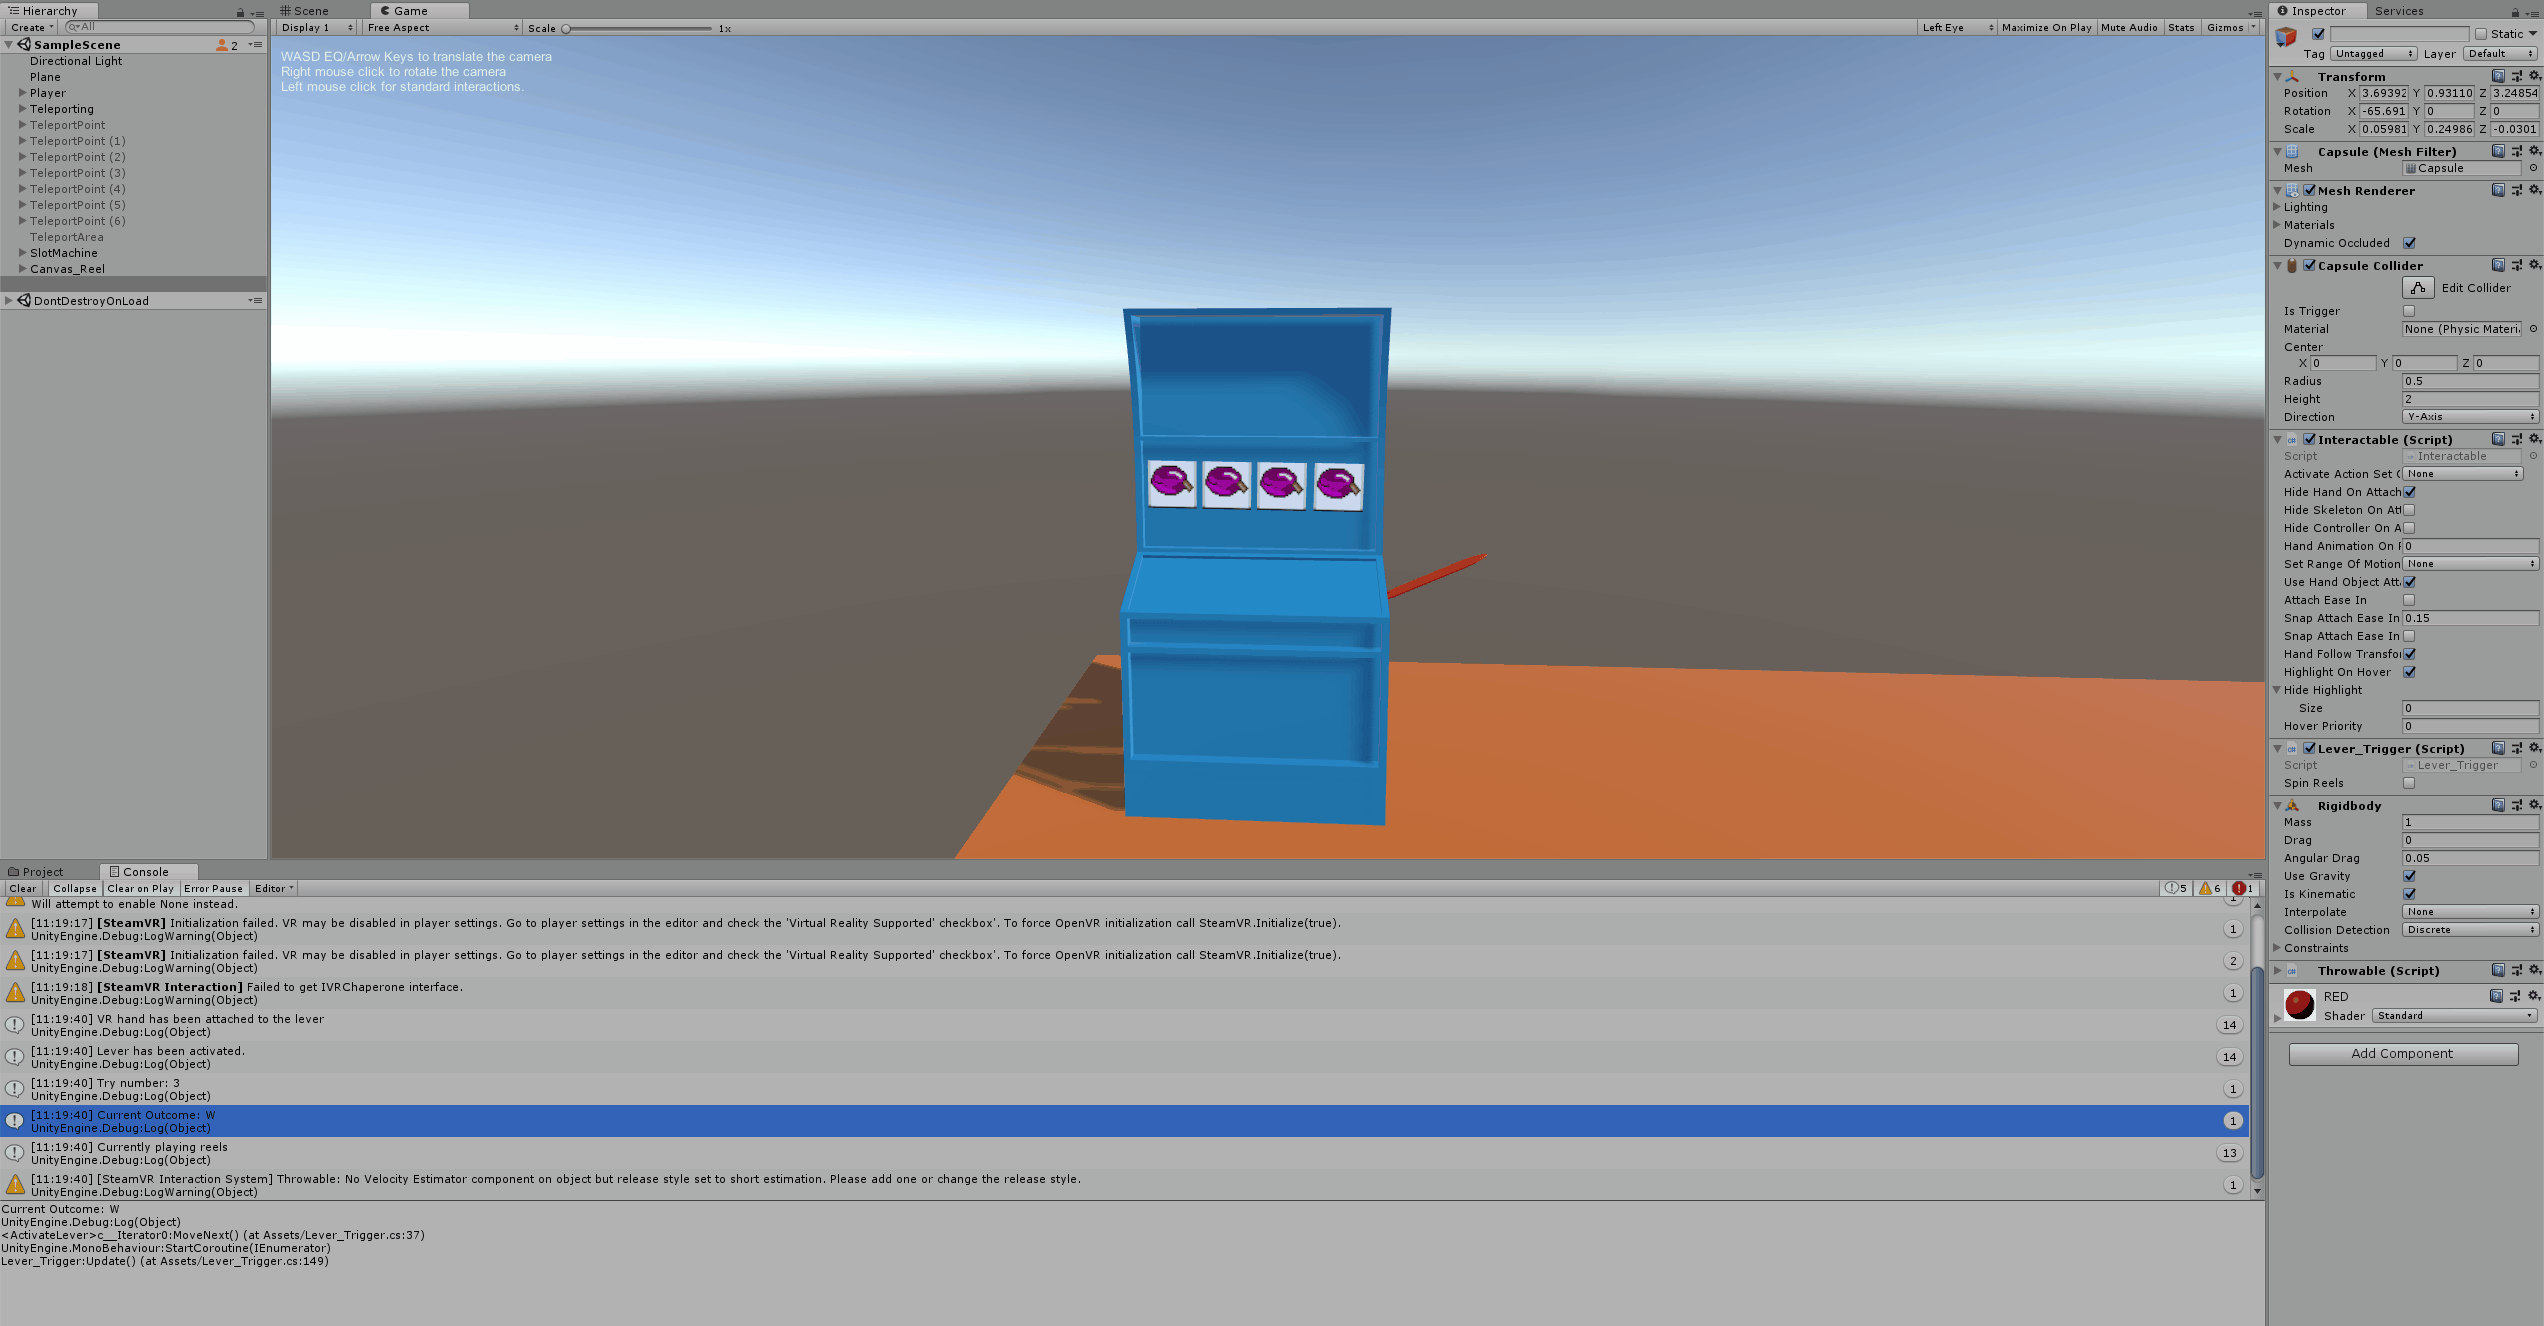 Hierarchy
Create
All
SampleScene 2
Directional Light
Plane
Player
Teleporting
TeleportPoint
TeleportPoint (1)
TeleportPoint (2)
TeleportPoint (3)
TeleportPoint (4)
TeleportPoint (5)
TeleportPoint (6)
TeleportArea
SlotMachine
Canvas_Reel
DontDestroyOnLoad
Scene Game
Display 1 Free Aspect Scale 1x Left Eye Maximize On Play Mute Audio Stats Gizmos
WASD EQ/Arrow Keys to translate the camera
Right mouse click to rotate the camera
Left mouse click for standard interactions.
Project Console
Clear Collapse Clear on Play Error Pause Editor 5 6 1
Will attempt to enable None instead. 1
[11:19:17] [SteamVR] Initialization failed. VR may be disabled in player settings. Go to player settings in the editor and check the 'Virtual Reality Supported' checkbox'. To force OpenVR initialization call SteamVR.Initialize(true).
UnityEngine.Debug:LogWarning(Object) 1
[11:19:17] [SteamVR] Initialization failed. VR may be disabled in player settings. Go to player settings in the editor and check the 'Virtual Reality Supported' checkbox'. To force OpenVR initialization call SteamVR.Initialize(true).
UnityEngine.Debug:LogWarning(Object) 2
[11:19:18] [SteamVR Interaction] Failed to get IVRChaperone interface.
UnityEngine.Debug:LogWarning(Object) 1
[11:19:40] VR hand has been attached to the lever
UnityEngine.Debug:Log(Object) 14
[11:19:40] Lever has been activated.
UnityEngine.Debug:Log(Object) 14
[11:19:40] Try number: 3
UnityEngine.Debug:Log(Object) 1
[11:19:40] Current Outcome: W
UnityEngine.Debug:Log(Object) 1
[11:19:40] Currently playing reels
UnityEngine.Debug:Log(Object) 13
[11:19:40] [SteamVR Interaction System] Throwable: No Velocity Estimator component on object but release style set to short estimation. Please add one or change the release style.
UnityEngine.Debug:LogWarning(Object) 1
Current Outcome: W
UnityEngine.Debug:Log(Object)
<ActivateLever>c__Iterator0:MoveNext() (at Assets/Lever_Trigger.cs:37)
UnityEngine.MonoBehaviour:StartCoroutine(IEnumerator)
Lever_Trigger:Update() (at Assets/Lever_Trigger.cs:149)
Inspector Services
Static
Tag Untagged Layer Default
Transform
Position X 3.69392 Y 0.93110 Z 3.24854
Rotation X -65.691 Y 0 Z 0
Scale X 0.05981 Y 0.24986 Z -0.0301
Capsule (Mesh Filter)
Mesh Capsule
Mesh Renderer
Lighting
Materials
Dynamic Occluded
Capsule Collider
Edit Collider
Is Trigger
Material None (Physic Materi
Center
X 0 Y 0 Z 0
Radius 0.5
Height 2
Direction Y-Axis
Interactable (Script)
Script Interactable
Activate Action Set None
Hide Hand On Attach
Hide Skeleton On Att
Hide Controller On A
Hand Animation On 0
Set Range Of Motion None
Use Hand Object Att
Attach Ease In
Snap Attach Ease In 0.15
Snap Attach Ease In
Hand Follow Transfo
Highlight On Hover
Hide Highlight
Size 0
Hover Priority 0
Lever_Trigger (Script)
Script Lever_Trigger
Spin Reels
Rigidbody
Mass 1
Drag 0
Angular Drag 0.05
Use Gravity
Is Kinematic
Interpolate None
Collision Detection Discrete
Constraints
Throwable (Script)
RED
Shader Standard
Add Component